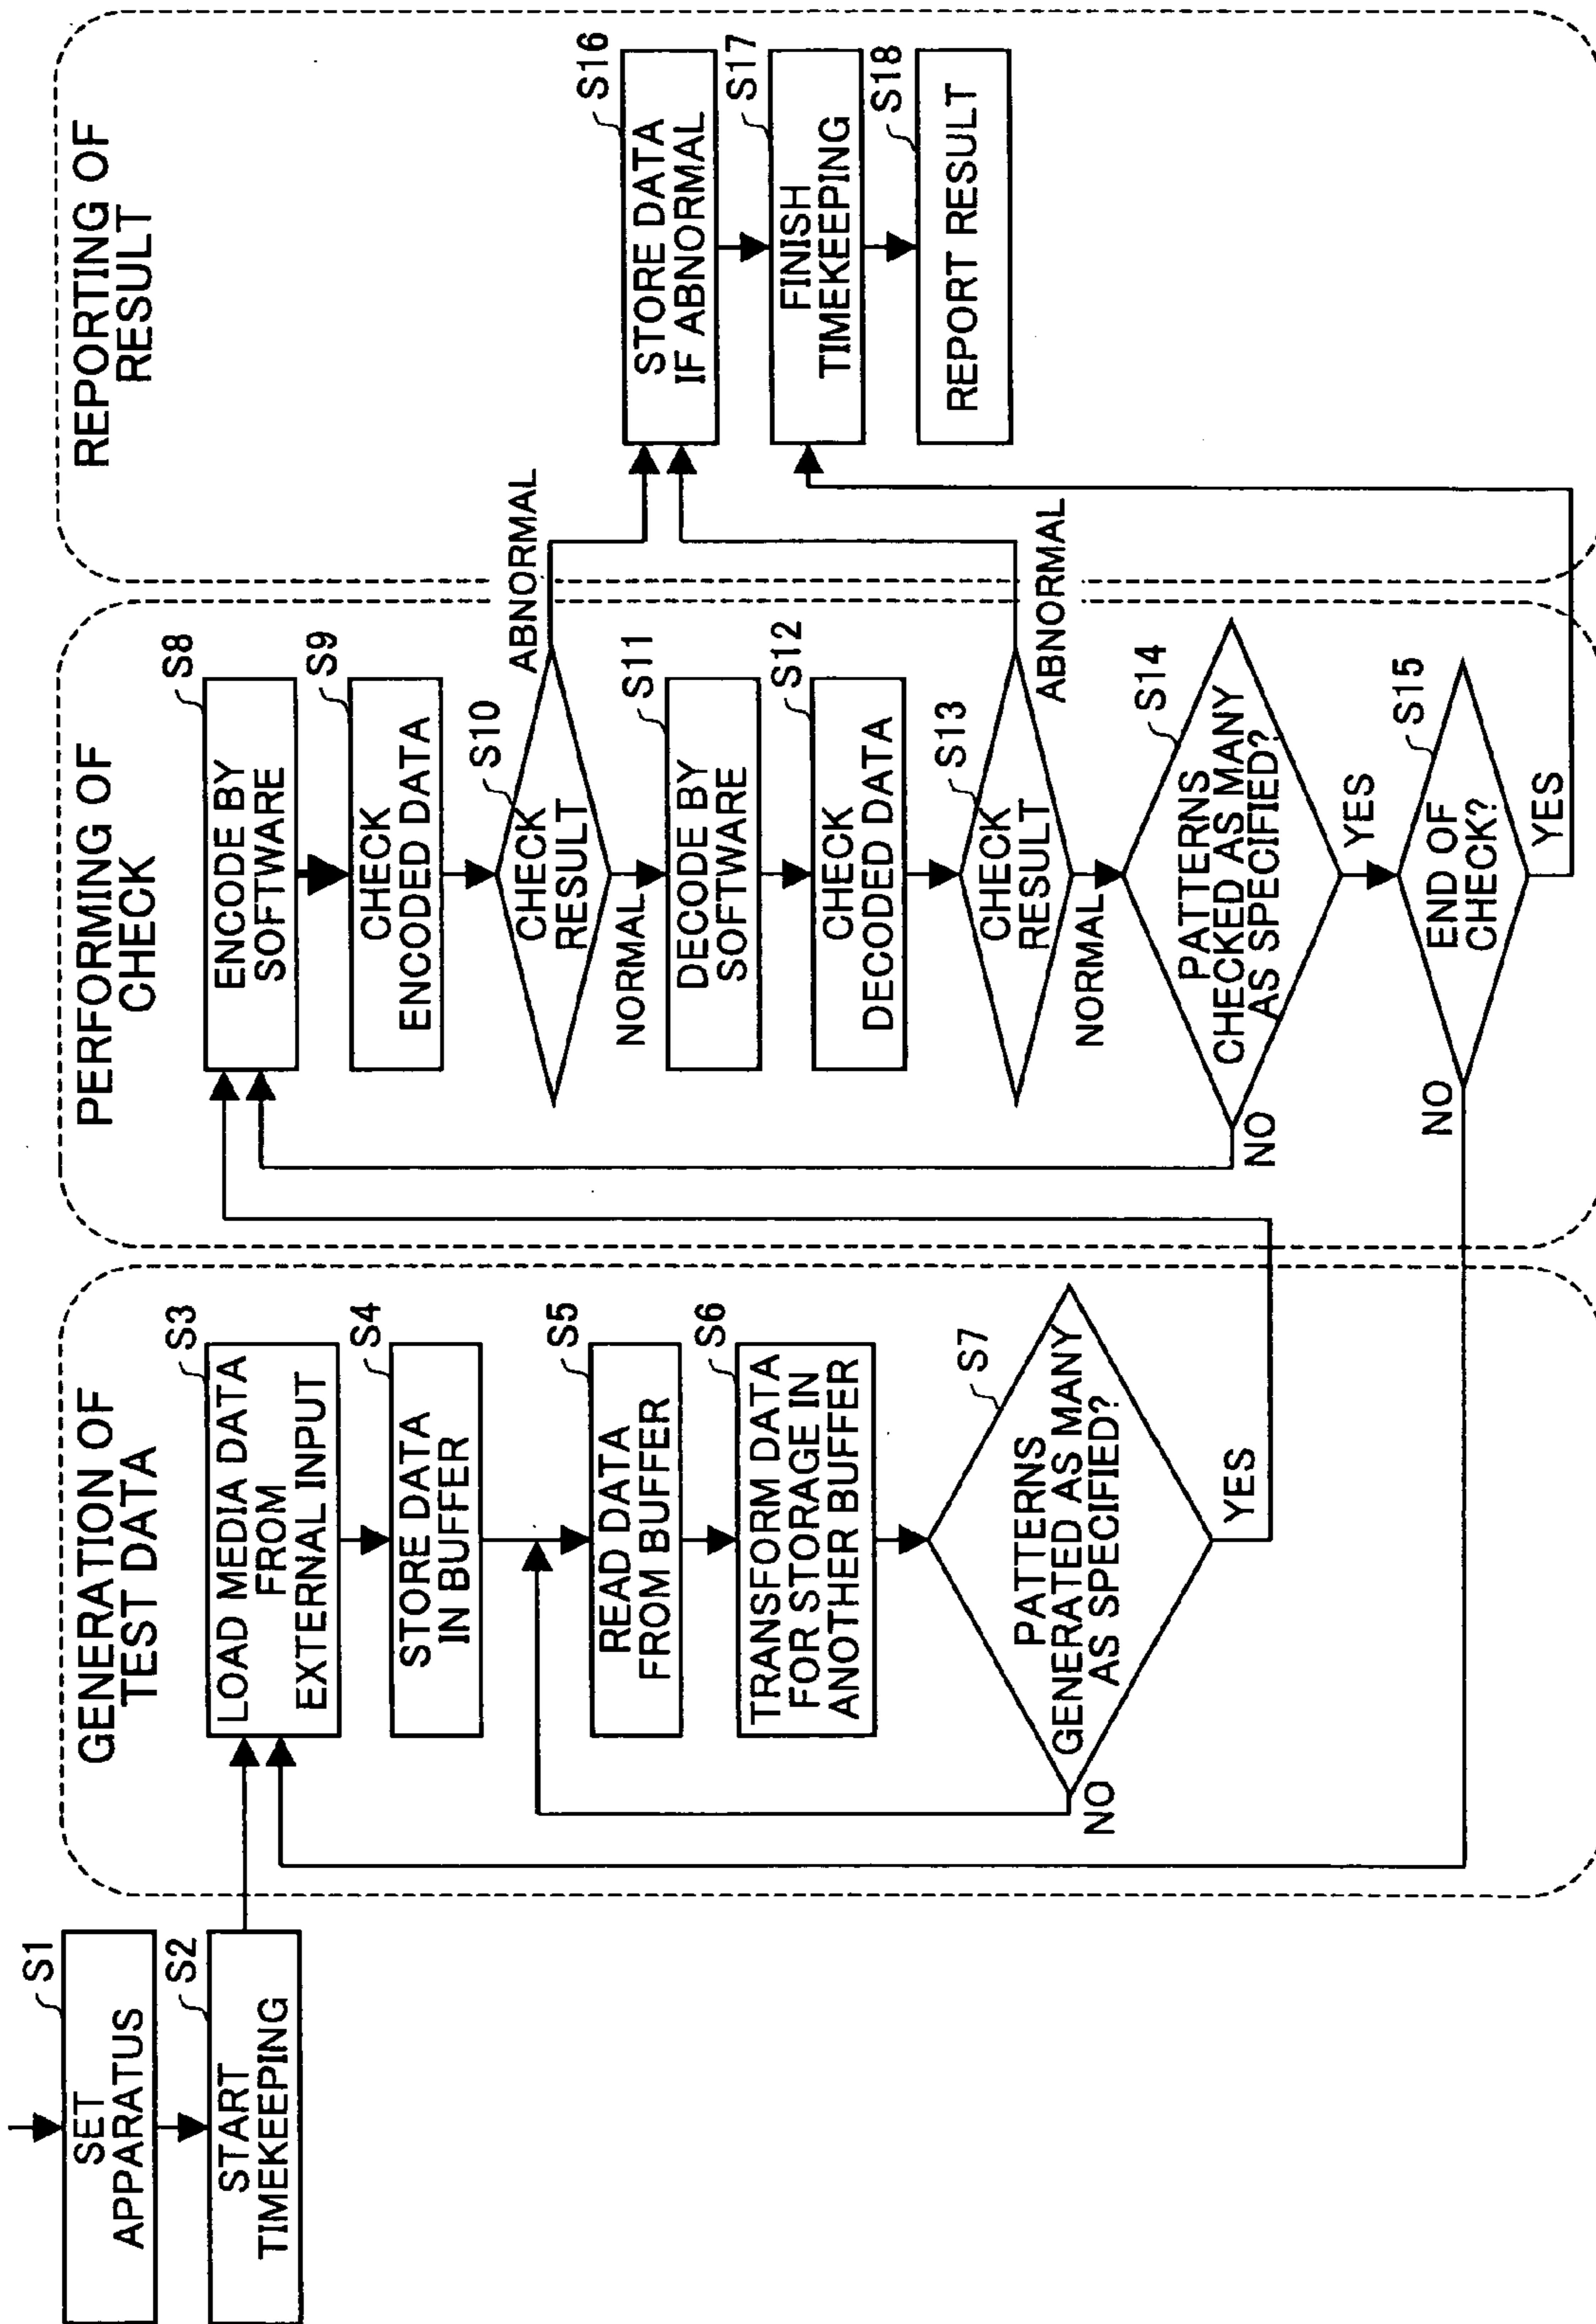 S1
SET
APPARATUS
S2
START
TIMEKEEPING
GENERATION OF
TEST DATA
S3
LOAD MEDIA DATA
FROM
EXTERNAL INPUT
S4
STORE DATA
IN BUFFER
S5
READ DATA
FROM BUFFER
S6
TRANSFORM DATA
FOR STORAGE IN
ANOTHER BUFFER
S7
PATTERNS
GENERATED AS MANY
AS SPECIFIED?
NO
YES
PERFORMING OF
CHECK
S8
ENCODE BY
SOFTWARE
S9
CHECK
ENCODED DATA
S10
CHECK
RESULT
ABNORMAL
NORMAL
S11
DECODE BY
SOFTWARE
S12
CHECK
DECODED DATA
S13
CHECK
RESULT
ABNORMAL
NORMAL
S14
PATTERNS
CHECKED AS MANY
AS SPECIFIED?
NO
YES
S15
END OF
CHECK?
NO
YES
REPORTING OF
RESULT
S16
STORE DATA
IF ABNORMAL
S17
FINISH
TIMEKEEPING
S18
REPORT RESULT